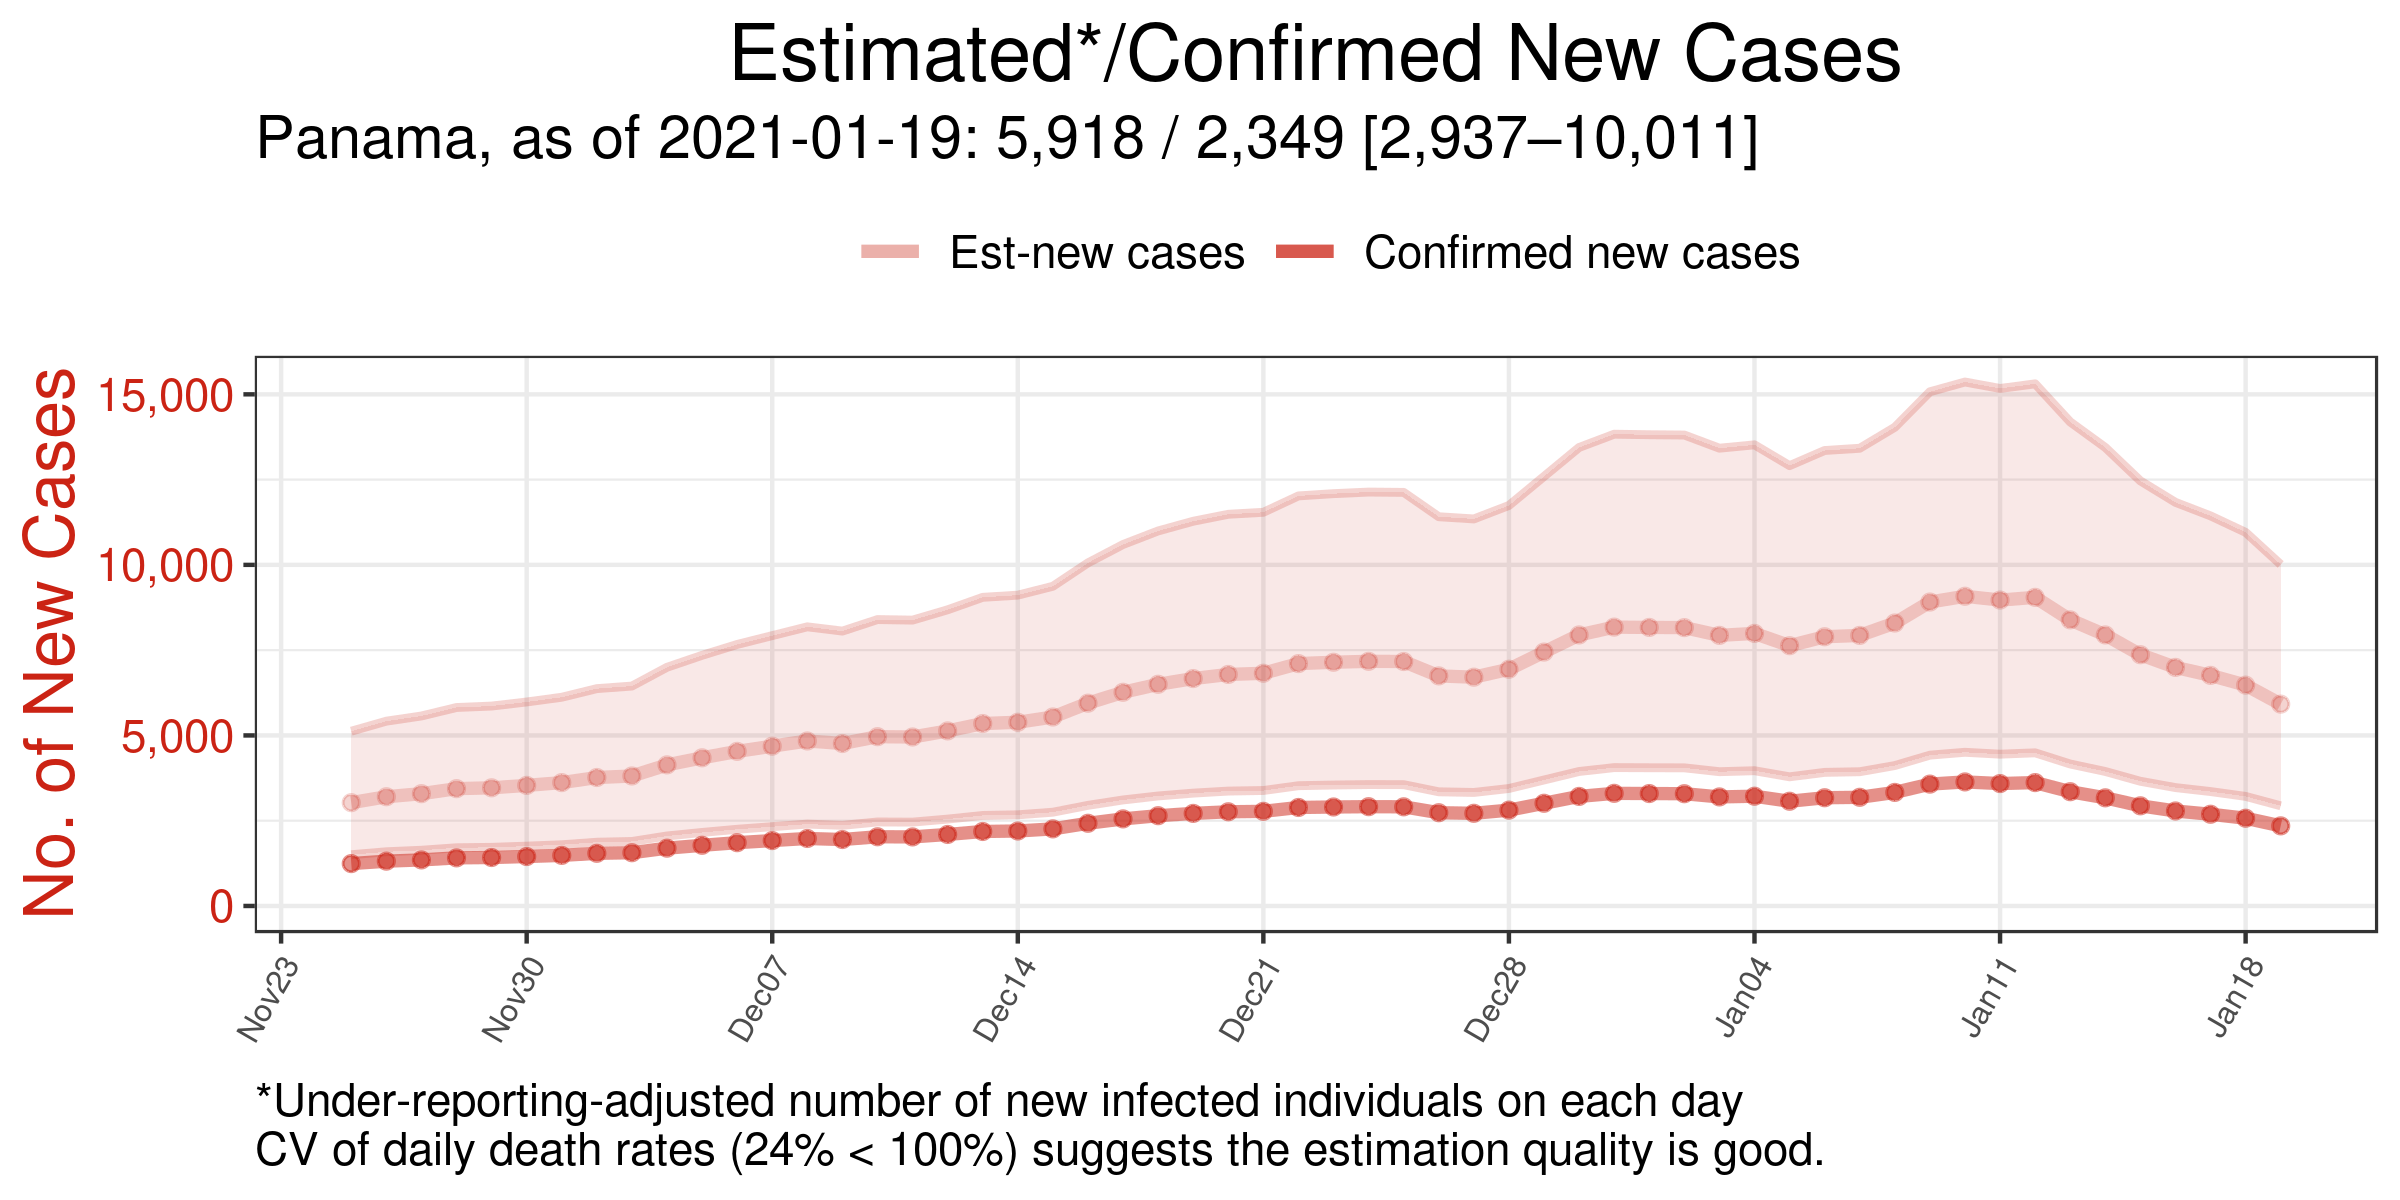 Estimated*/Confirmed New Cases
Panama, as of 2021-01-19: 5,918 / 2,349 [2,937–10,011]
Est-new cases
Confirmed new cases
No. of New Cases
15,000
10,000
5,000
0
Nov23
Nov30
Dec07
Dec14
Dec21
Dec28
Jan04
Jan11
Jan18
*Under-reporting-adjusted number of new infected individuals on each day
CV of daily death rates (24% < 100%) suggests the estimation quality is good.